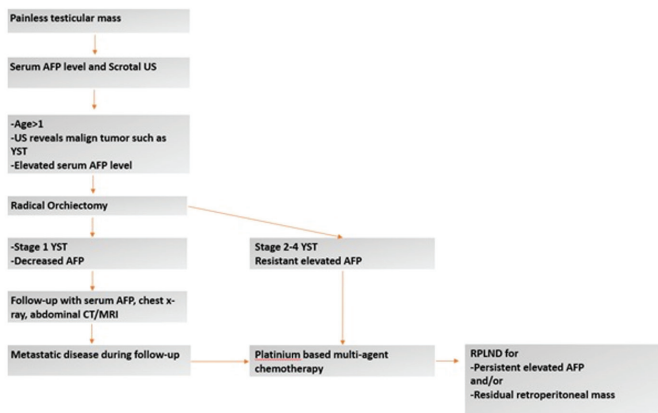 Painless testicular mass
Serum AFP level and Scrotal US
-Age>1
-US reveals malign tumor such as
YST
-Elevated serum AFP level
Radical Orchiectomy
-Stage 1 YST
-Decreased AFP
Stage 2-4 YST
Resistant elevated AFP
Follow-up with serum AFP, chest x-
ray, abdominal CT/MRI
Metastatic disease during follow-up
Platinium based multi-agent
chemotherapy
RPLND for
-Persistent elevated AFP
and/or
-Residual retroperitoneal mass